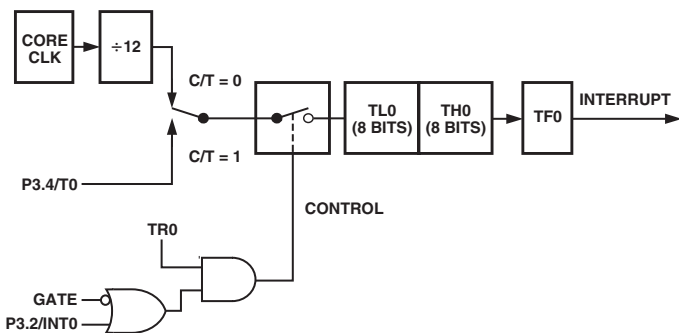 CORE
CLK
÷12
C/T = 0
C/T = 1
P3.4/T0
TL0
(8 BITS)
TH0
(8 BITS)
TF0
INTERRUPT
CONTROL
TR0
GATE
P3.2/INT0